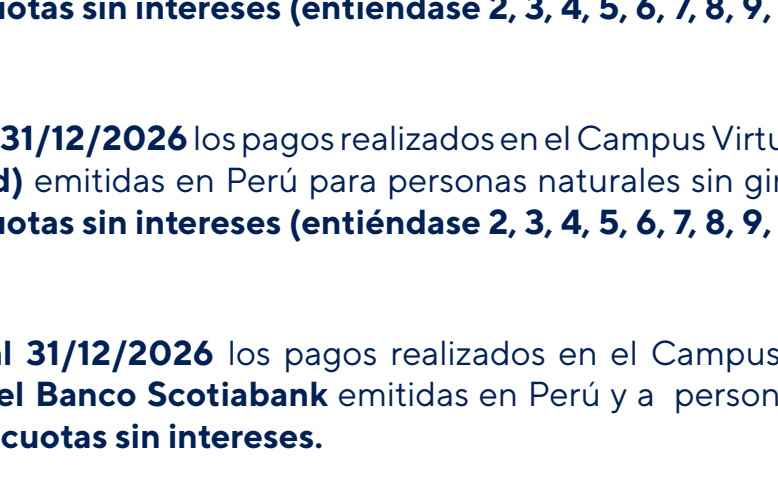 uotas sin intereses (entiéndase 2, 3, 4, 5, 6, 7, 8, 9,
31/12/2026 los pagos realizados en el Campus Virtu
d) emitidas en Perú para personas naturales sin gir
uotas sin intereses (entiéndase 2, 3, 4, 5, 6, 7, 8, 9,
al 31/12/2026 los pagos realizados en el Campus
el Banco Scotiabank emitidas en Perú y a person
cuotas sin intereses.